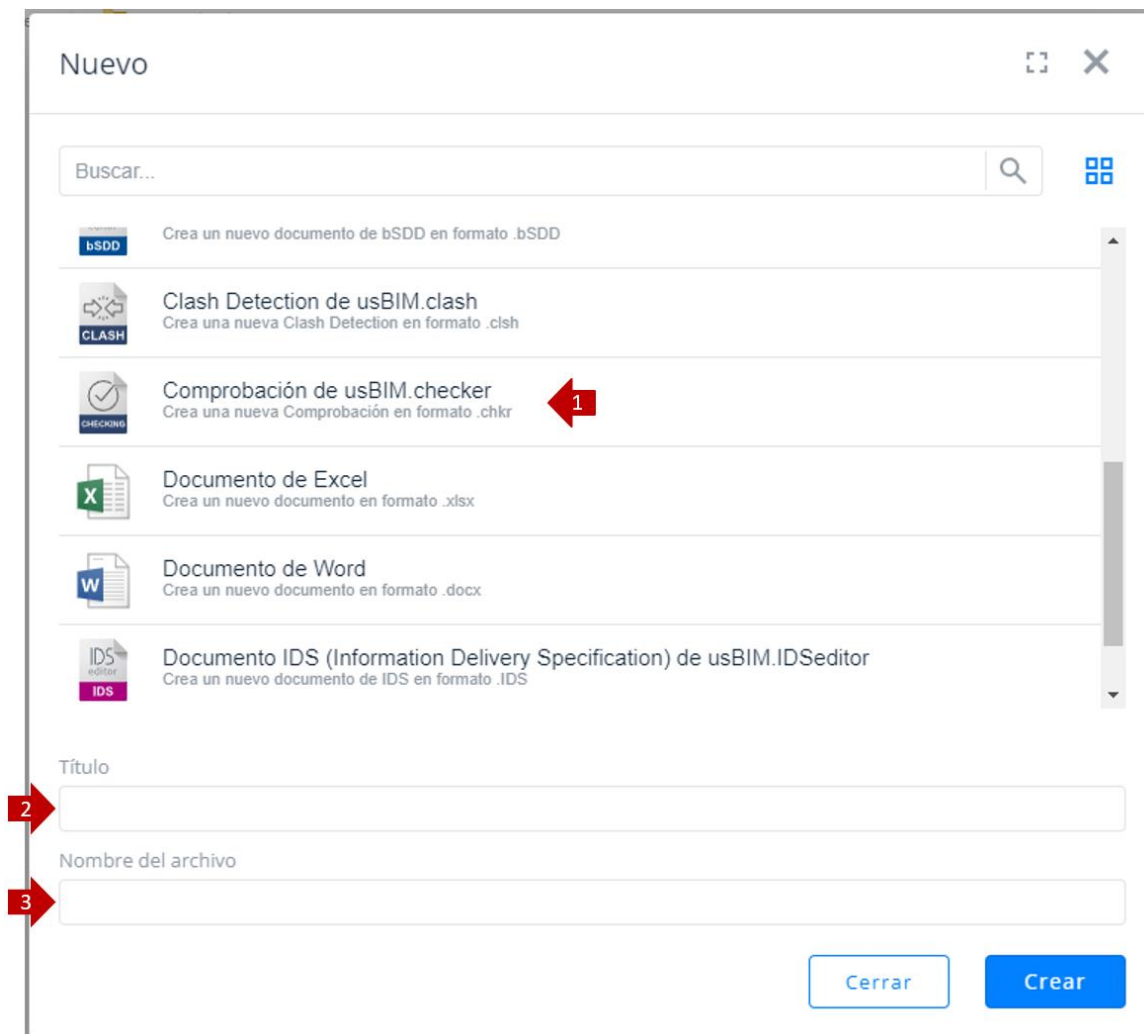 Nuevo
Buscar...
bSDD
Crea un nuevo documento de bSDD en formato .bSDD
CLASH
Clash Detection de usBIM.clash
Crea una nueva Clash Detection en formato .clsh
CHECKING
Comprobación de usBIM.checker
Crea una nueva Comprobación en formato .chkr
1
X
Documento de Excel
Crea un nuevo documento en formato .xlsx
W
Documento de Word
Crea un nuevo documento en formato .docx
IDS
editor
IDS
Documento IDS (Information Delivery Specification) de usBIM.IDSeditor
Crea un nuevo documento de IDS en formato .IDS
Título
2
Nombre del archivo
3
Cerrar
Crear